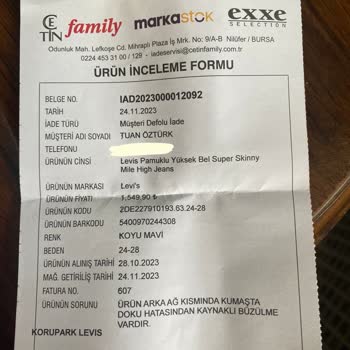 ÇETİN family markastok exxe SELECTION
Odunluk Mah. Lefkoşe Cd. Mihraplı Plaza İş Mrk. No: 9/A-B Nilüfer / BURSA
0224 453 31 00 / 129 - iadeservisi@cetinfamily.com.tr
ÜRÜN İNCELEME FORMU
BELGE NO. IAD2023000012092
TARİH 24.11.2023
İADE TÜRÜ Müşteri Defolu İade
MÜŞTERİ ADI SOYADI TUAN ÖZTÜRK
TELEFONU
ÜRÜNÜN CİNSİ Levis Pamuklu Yüksek Bel Super Skinny
Mile High Jeans
ÜRÜNÜN MARKASI Levi's
ÜRÜNÜN FİYATI 1.549,90 ₺
ÜRÜNÜN KODU 2DE227910193.63.24-28
ÜRÜNÜN BARKODU 5400970244308
RENK KOYU MAVİ
BEDEN 24-28
ÜRÜNÜN ALIŞ TARİHİ 28.10.2023
MAĞ. GETİRİLİŞ TARİHİ 24.11.2023
FATURA NO. 607
ÜRÜNÜN SORUNU ÜRÜN ARKA AĞ KISMINDA KUMAŞTA
DOKU HATASINDAN KAYNAKLI BÜZÜLME
VARDIR.
KORUPARK LEVIS